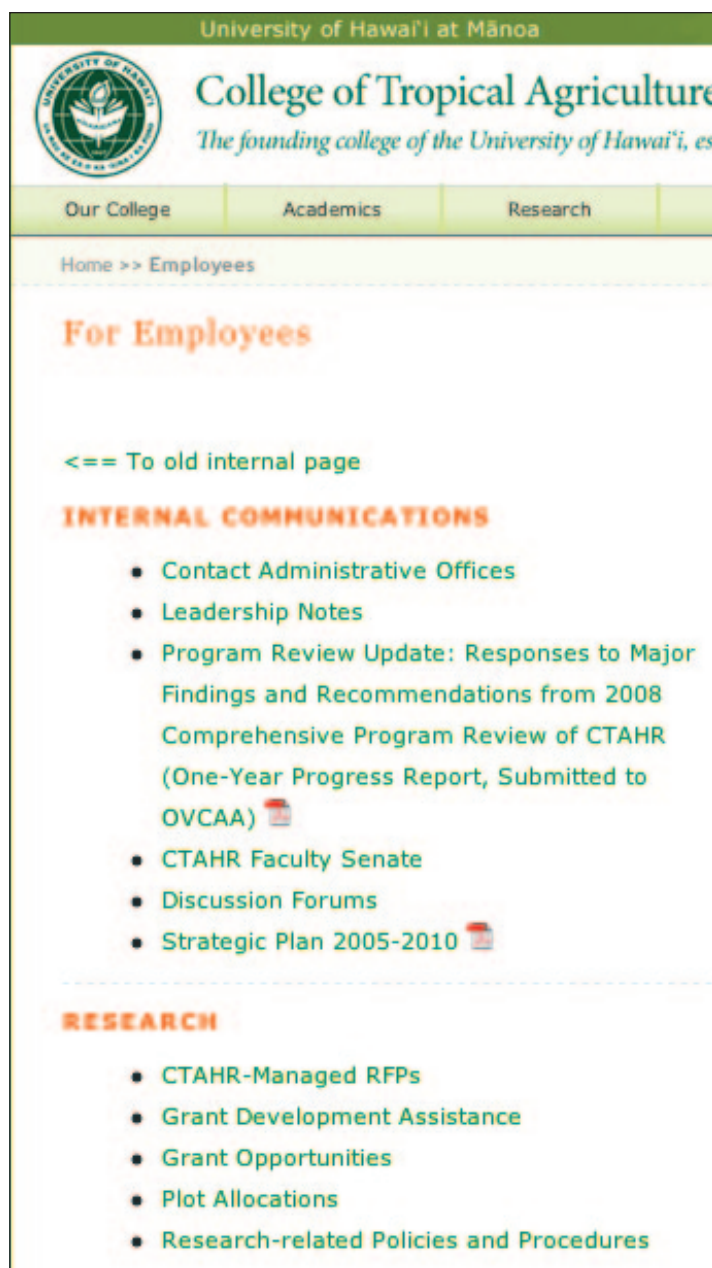 University of Hawai‘i at Mānoa
College of Tropical Agriculture
The founding college of the University of Hawai‘i, es
Our College
Academics
Research
Home >> Employees
For Employees
<== To old internal page
INTERNAL COMMUNICATIONS
• Contact Administrative Offices
• Leadership Notes
• Program Review Update: Responses to Major
Findings and Recommendations from 2008
Comprehensive Program Review of CTAHR
(One-Year Progress Report, Submitted to
OVCAA)
• CTAHR Faculty Senate
• Discussion Forums
• Strategic Plan 2005-2010
RESEARCH
• CTAHR-Managed RFPs
• Grant Development Assistance
• Grant Opportunities
• Plot Allocations
• Research-related Policies and Procedures